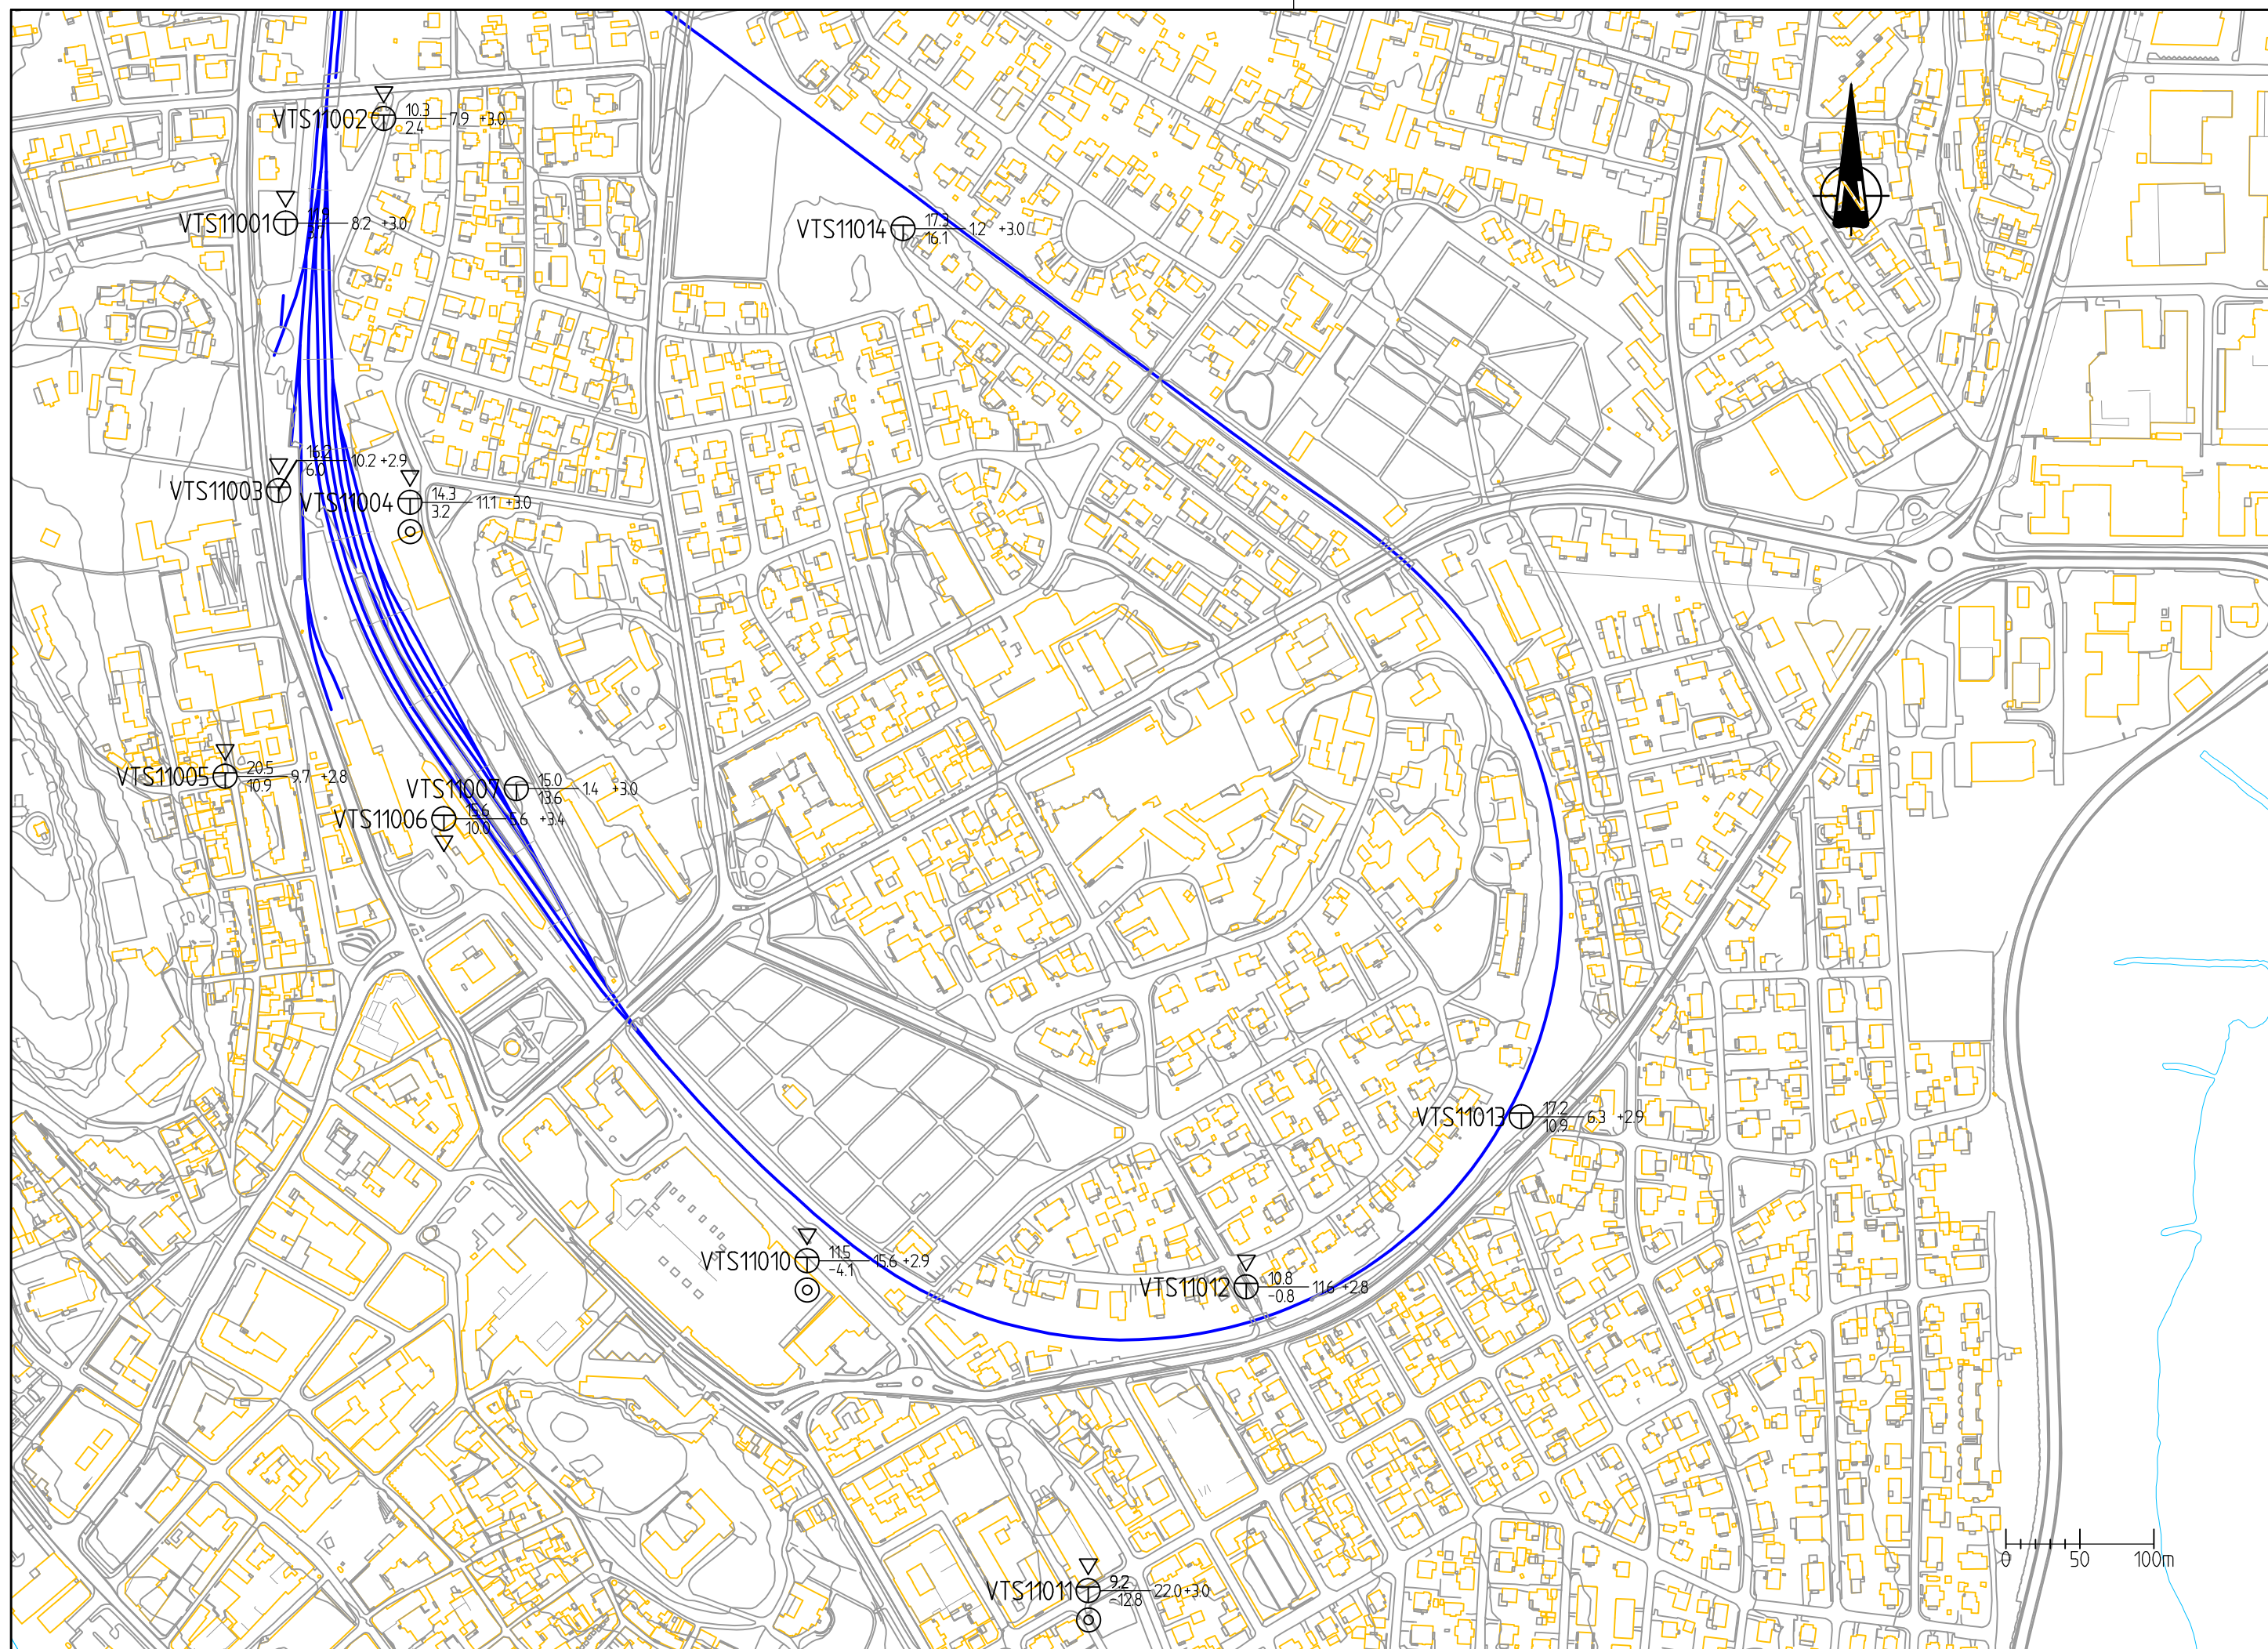 VTS11002 10.3 7.9 +3.0
2.4
N
VTS11001 8.2 +3.0
VTS11014 17.3 1.2 +3.0
16.1
VTS11003 16.2 10.2 +2.9
6.0
VTS11004 14.3 11.1 +3.0
3.2
VTS11005 20.5 9.7 +2.8
10.9
VTS11007 15.0 1.4 +3.0
13.6
VTS11006 15.6 5.6 +3.4
10.0
VTS11013 17.2 6.3 +2.9
10.9
VTS11010 11.5 15.6 +2.9
-4.1
VTS11012 10.8 11.6 +2.8
-0.8
0 50 100m
VTS11011 9.2 22.0 +3.0
-12.8